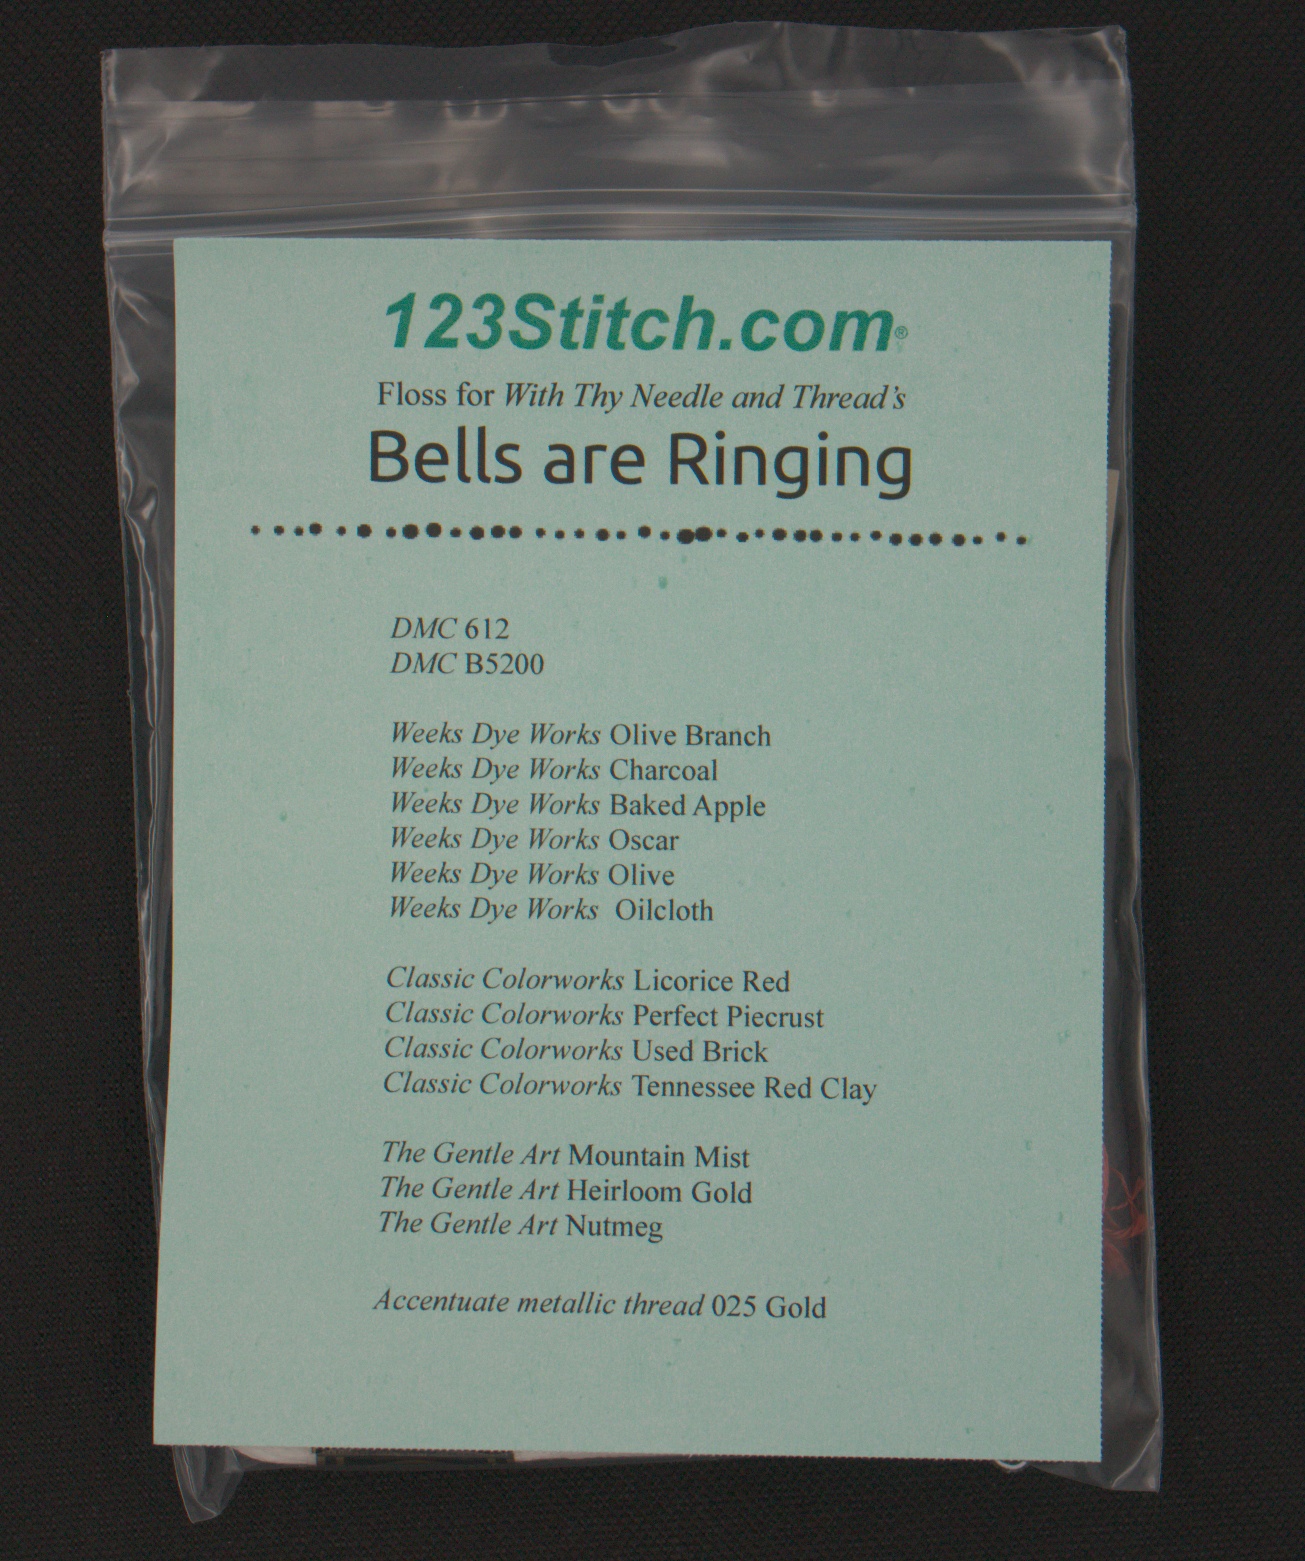 123Stitch.com®
Floss for With Thy Needle and Thread's
Bells are Ringing
DMC 612
DMC B5200
Weeks Dye Works Olive Branch
Weeks Dye Works Charcoal
Weeks Dye Works Baked Apple
Weeks Dye Works Oscar
Weeks Dye Works Olive
Weeks Dye Works Oilcloth
Classic Colorworks Licorice Red
Classic Colorworks Perfect Piecrust
Classic Colorworks Used Brick
Classic Colorworks Tennessee Red Clay
The Gentle Art Mountain Mist
The Gentle Art Heirloom Gold
The Gentle Art Nutmeg
Accentuate metallic thread 025 Gold